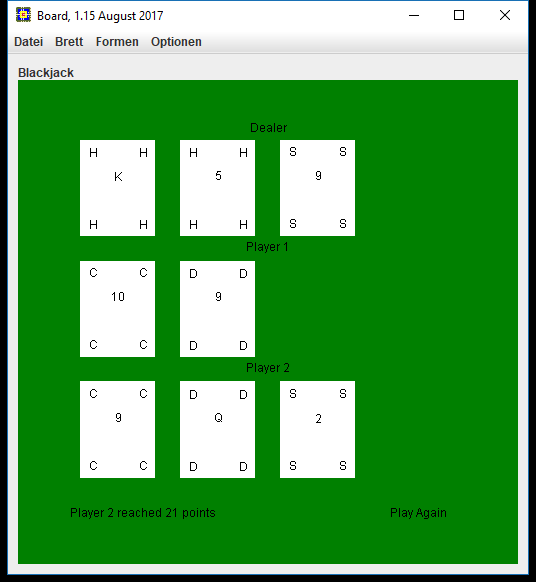 Board, 1.15 August 2017
Datei Brett Formen Optionen
Blackjack
Dealer
H H H H S S
K 5 9
H H H H S S
Player 1
C C D D
10 9
C C D D
Player 2
C C D D S S
9 Q 2
C C D D S S
Player 2 reached 21 points Play Again